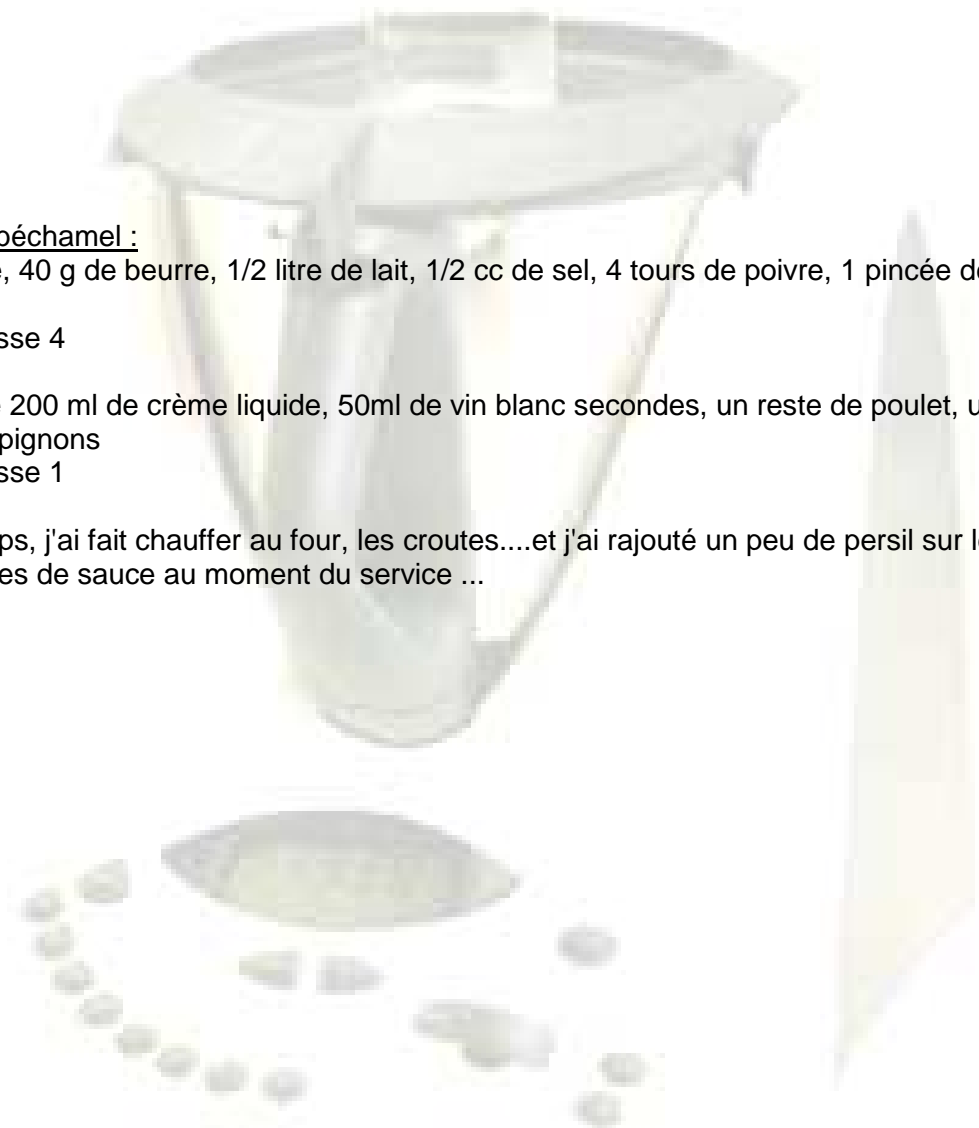 béchamel :
, 40 g de beurre, 1/2 litre de lait, 1/2 cc de sel, 4 tours de poivre, 1 pincée de
sse 4
200 ml de crème liquide, 50ml de vin blanc secondes, un reste de poulet, u
pignons
sse 1
ps, j'ai fait chauffer au four, les croutes....et j'ai rajouté un peu de persil sur l
es de sauce au moment du service ...